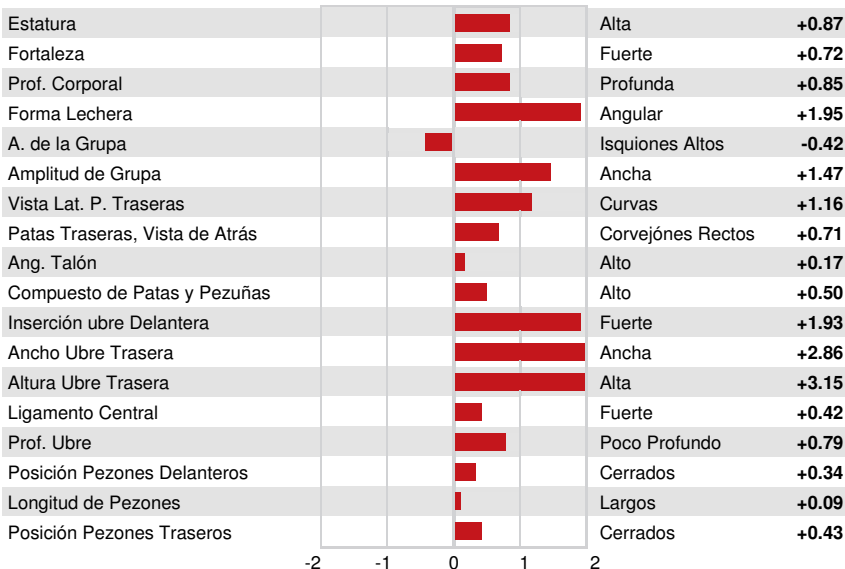 Estatura Alta +0.87
Fortaleza Fuerte +0.72
Prof. Corporal Profunda +0.85
Forma Lechera Angular +1.95
A. de la Grupa Isquiones Altos -0.42
Amplitud de Grupa Ancha +1.47
Vista Lat. P. Traseras Curvas +1.16
Patas Traseras, Vista de Atrás Corvejónes Rectos +0.71
Ang. Talón Alto +0.17
Compuesto de Patas y Pezuñas Alto +0.50
Inserción ubre Delantera Fuerte +1.93
Ancho Ubre Trasera Ancha +2.86
Altura Ubre Trasera Alta +3.15
Ligamento Central Fuerte +0.42
Prof. Ubre Poco Profundo +0.79
Posición Pezones Delanteros Cerrados +0.34
Longitud de Pezones Largos +0.09
Posición Pezones Traseros Cerrados +0.43
-2 -1 0 1 2